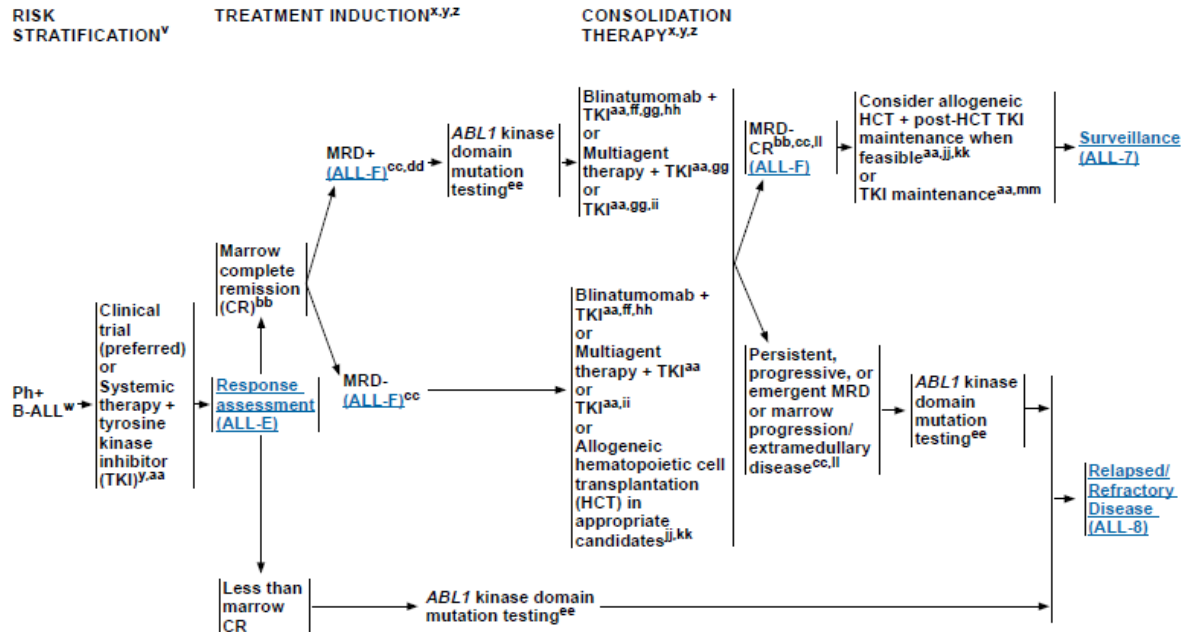 RISK
STRATIFICATIONv
TREATMENT INDUCTIONx,y,z
CONSOLIDATION
THERAPYx,y,z
Ph+
B-ALLw
Clinical
trial
(preferred)
or
Systemic
therapy +
tyrosine
kinase
inhibitor
(TKI)y,aa
Response
assessment
(ALL-E)
Marrow
complete
remission
(CR)bb
MRD+
(ALL-F)cc,dd
ABL1 kinase
domain
mutation
testingee
Blinatumomab +
TKIaa,ff,gg,hh
or
Multiagent
therapy + TKIaa,gg
or
TKIaa,gg,ii
MRD-
(ALL-F)cc
Blinatumomab +
TKIaa,ff,hh
or
Multiagent
therapy + TKIaa
or
TKIaa,ii
or
Allogeneic
hematopoietic cell
transplantation
(HCT) in
appropriate
candidatesjj,kk
MRD-
CRbb,cc,ll
(ALL-F)
Consider allogeneic
HCT + post-HCT TKI
maintenance when
feasibleaa,jj,kk
or
TKI maintenanceaa,mm
Surveillance
(ALL-7)
Persistent,
progressive, or
emergent MRD
or marrow
progression/
extramedullary
diseasecc,ll
ABL1 kinase
domain
mutation
testingee
Relapsed/
Refractory
Disease
(ALL-8)
Less than
marrow
CR
ABL1 kinase domain
mutation testingee